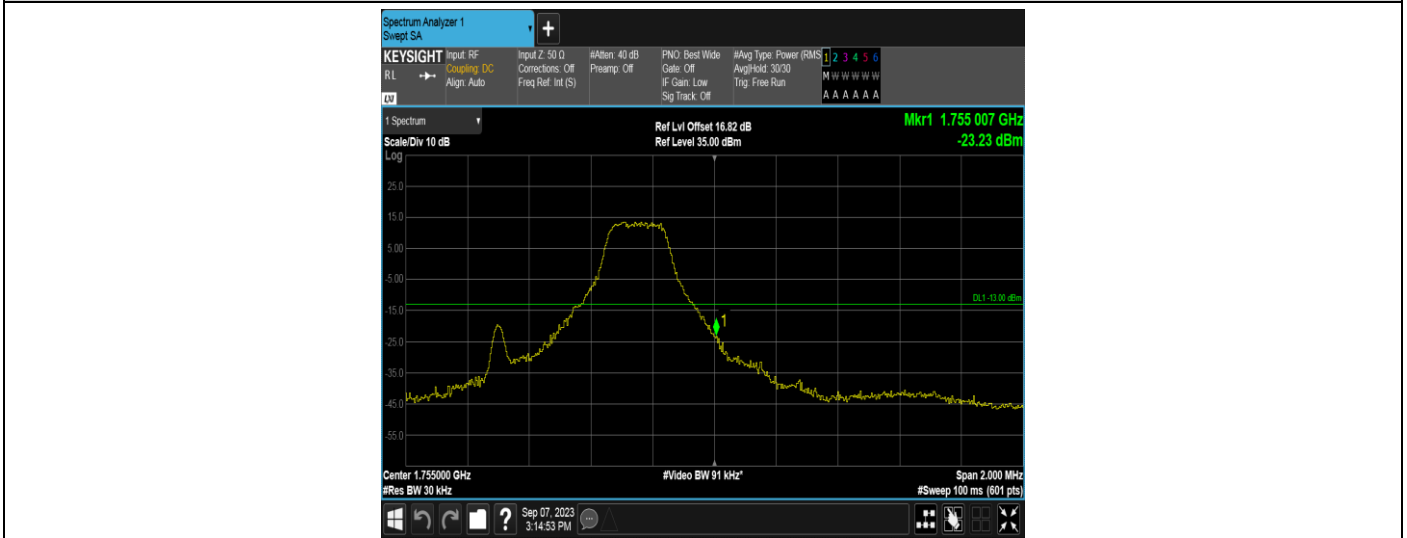 Spectrum Analyzer 1
Swept SA
+
KEYSIGHT
RL
LXI
Input: RF
Coupling: DC
Align: Auto
Input Z: 50 Ω
Corrections: Off
Freq Ref: Int (S)
#Atten: 40 dB
Preamp: Off
PNO: Best Wide
Gate: Off
IF Gain: Low
Sig Track: Off
#Avg Type: Power (RMS
Avg|Hold: 30/30
Trig: Free Run
1 2 3 4 5 6
M W W W W W
A A A A A A
1 Spectrum
Scale/Div 10 dB
Ref Lvl Offset 16.82 dB
Ref Level 35.00 dBm
Mkr1 1.755 007 GHz
-23.23 dBm
Log
25.0
15.0
5.00
-5.00
-15.0
-25.0
-35.0
-45.0
-55.0
DL1 -13.00 dBm
1
Center 1.755000 GHz
#Res BW 30 kHz
#Video BW 91 kHz*
Span 2.000 MHz
#Sweep 100 ms (601 pts)
?
Sep 07, 2023
3:14:53 PM